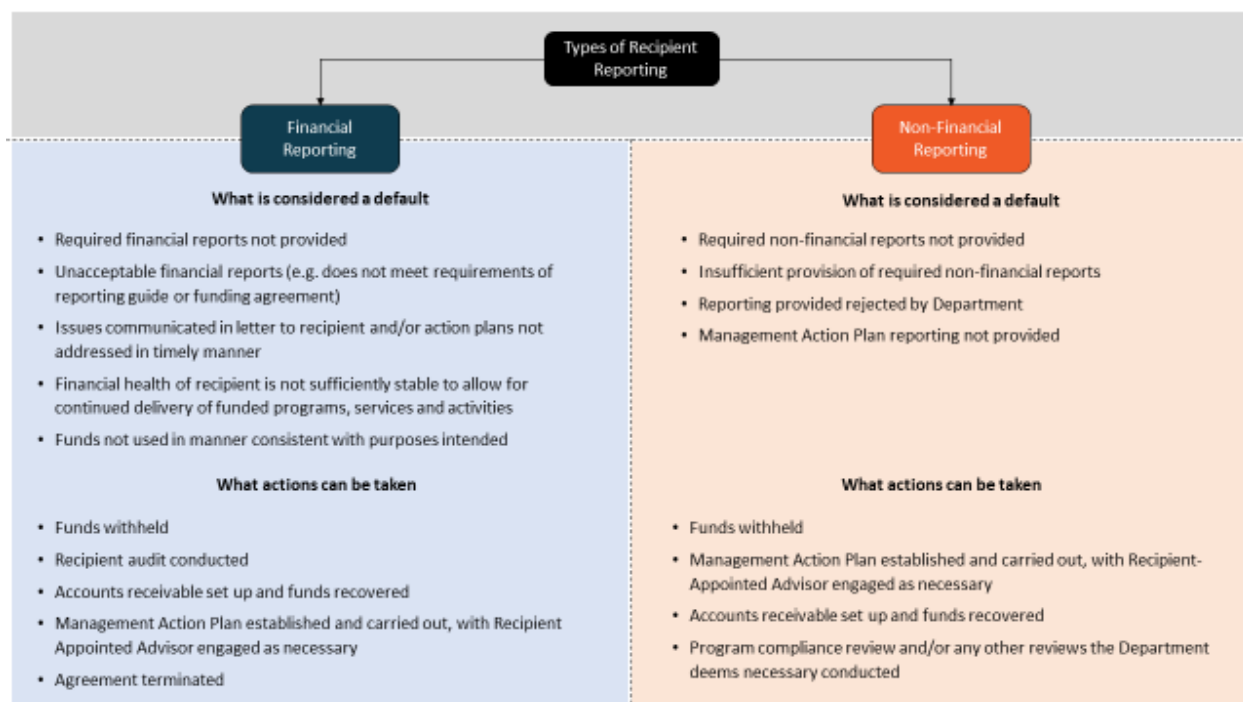 Types of Recipient
Reporting
Financial
Reporting
What is considered a default
• Required financial reports not provided
• Unacceptable financial reports (e.g. does not meet requirements of
reporting guide or funding agreement)
• Issues communicated in letter to recipient and/or action plans not
addressed in timely manner
• Financial health of recipient is not sufficiently stable to allow for
continued delivery of funded programs, services and activities
• Funds not used in manner consistent with purposes intended
What actions can be taken
• Funds withheld
• Recipient audit conducted
• Accounts receivable set up and funds recovered
• Management Action Plan established and carried out, with Recipient
Appointed Advisor engaged as necessary
• Agreement terminated
Non-Financial
Reporting
What is considered a default
• Required non-financial reports not provided
• Insufficient provision of required non-financial reports
• Reporting provided rejected by Department
• Management Action Plan reporting not provided
What actions can be taken
• Funds withheld
• Management Action Plan established and carried out, with Recipient-
Appointed Advisor engaged as necessary
• Accounts receivable set up and funds recovered
• Program compliance review and/or any other reviews the Department
deems necessary conducted